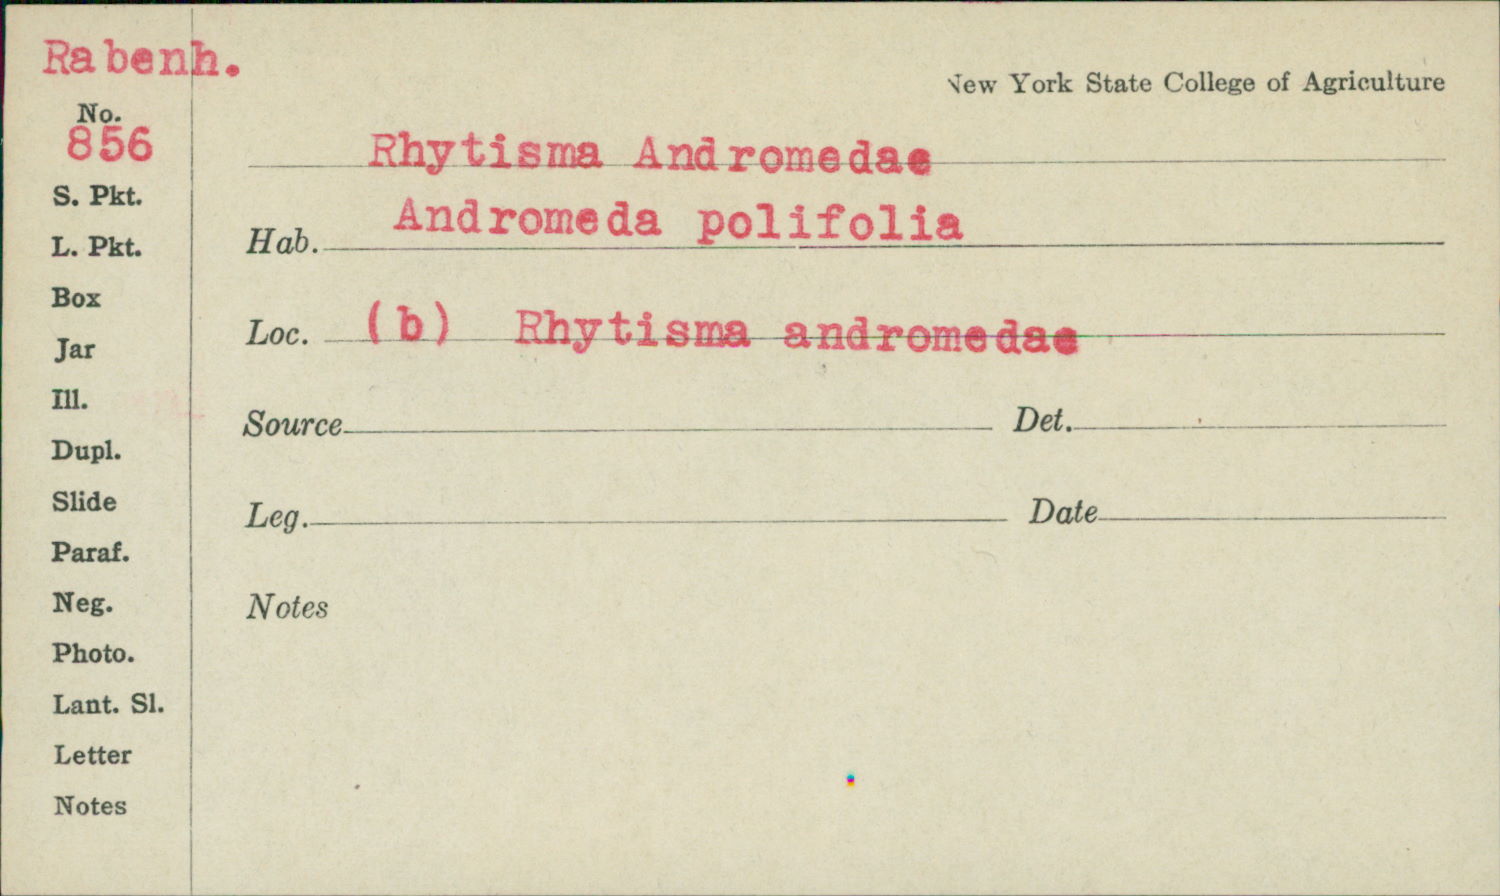 Rabenh.
New York State College of Agriculture
No.
856
Rhytisma Andromedae
S. Pkt.
Andromeda polifolia
Hab.
L. Pkt.
Box
Loc. (b) Rhytisma andromedae
Jar
Ill.
Source Det.
Dupl.
Slide
Leg. Date
Paraf.
Neg.
Notes
Photo.
Lant. Sl.
Letter
Notes